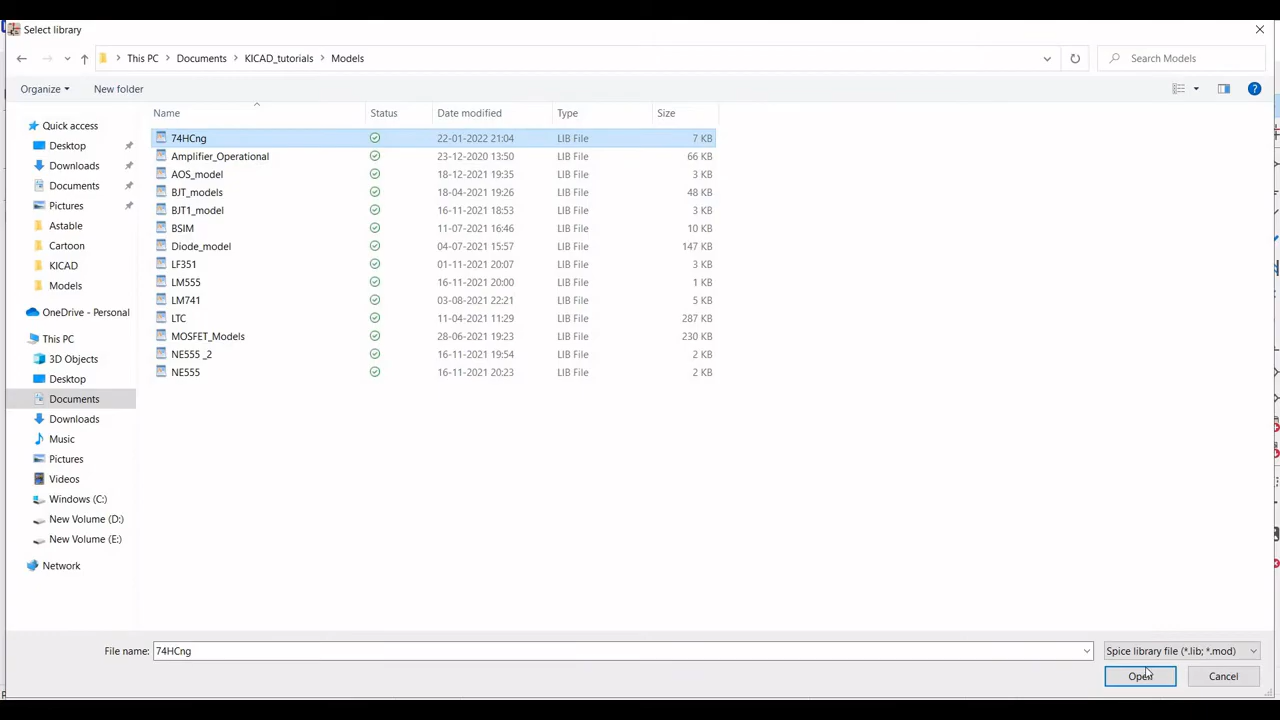 Select library
This PC
Documents
KICAD_tutorials
Models
Search Models
Organize
New folder
Name
Status
Date modified
Type
Size
Quick access
Desktop
Downloads
Documents
Pictures
Astable
Cartoon
KICAD
Models
OneDrive - Personal
This PC
3D Objects
Desktop
Documents
Downloads
Music
Pictures
Videos
Windows (C:)
New Volume (D:)
New Volume (E:)
Network
74HCng 22-01-2022 21:04 LIB File 7 KB
Amplifier_Operational 23-12-2020 13:50 LIB File 66 KB
AOS_model 18-12-2021 19:35 LIB File 3 KB
BJT_models 18-04-2021 19:26 LIB File 48 KB
BJT1_model 16-11-2021 18:53 LIB File 3 KB
BSIM 11-07-2021 16:46 LIB File 10 KB
Diode_model 04-07-2021 15:57 LIB File 147 KB
LF351 01-11-2021 20:07 LIB File 3 KB
LM555 16-11-2021 20:00 LIB File 1 KB
LM741 03-08-2021 22:21 LIB File 5 KB
LTC 11-04-2021 11:29 LIB File 287 KB
MOSFET_Models 28-06-2021 19:23 LIB File 230 KB
NE555 _2 16-11-2021 19:54 LIB File 2 KB
NE555 16-11-2021 20:23 LIB File 2 KB
File name: 74HCng
Spice library file (*.lib; *.mod)
Open
Cancel